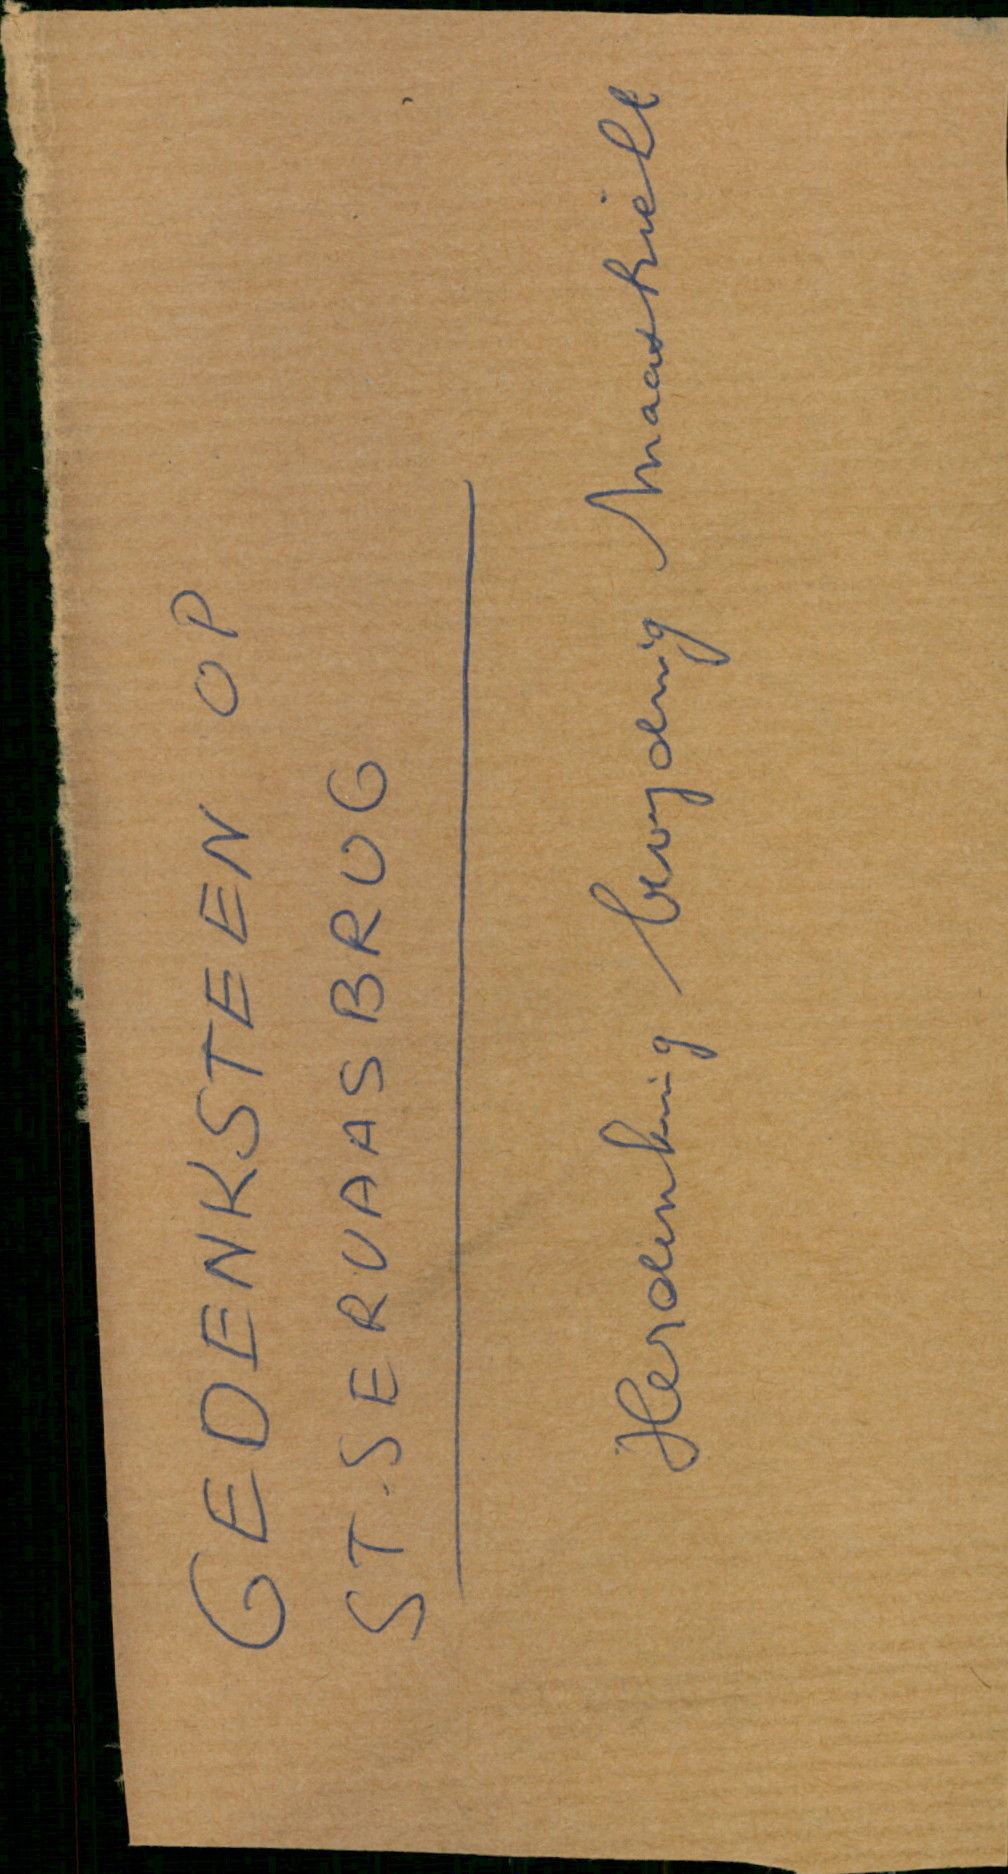 GEDENKSTEEN OP
ST. SERVAASBRUG
Herdenking bevrijding Maastricht